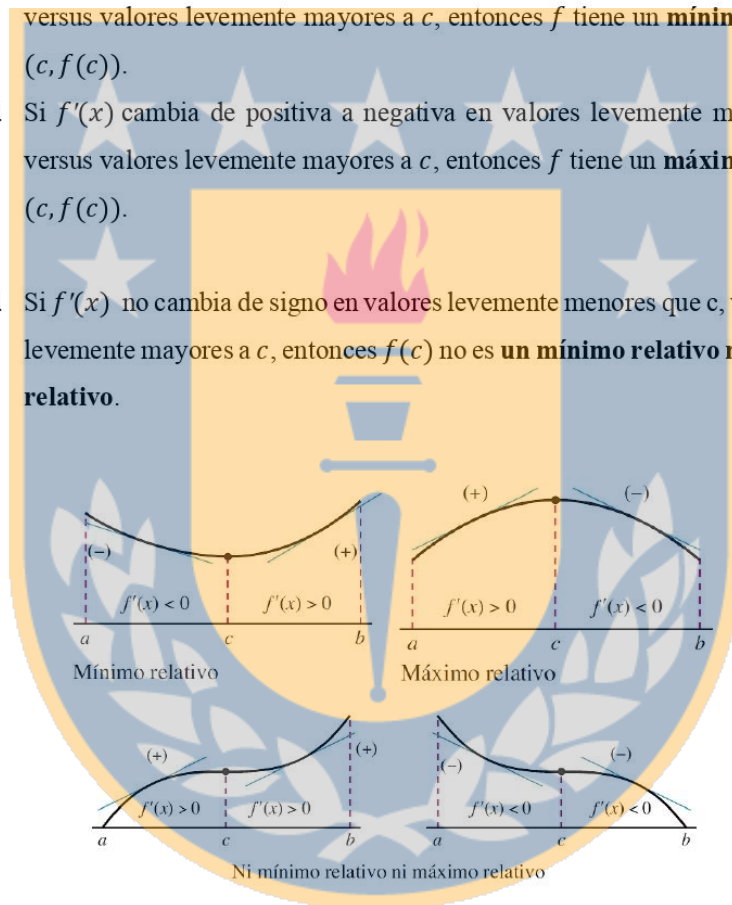 versus valores levemente mayores a c, entonces f tiene un
(c, f(c)).
Si f'(x) cambia de positiva a negativa en valores levemente
versus valores levemente mayores a c, entonces f tiene un
(c, f(c)).
Si f'(x) no cambia de signo en valores levemente menores que c,
levemente mayores a c, entonces f(c) no es un mínimo relativo
relativo.
(+) (−)
(−) (+)
f'(x) < 0 f'(x) > 0 f'(x) > 0 f'(x) < 0
a c b a c b
Mínimo relativo Máximo relativo
(+) (+) (−) (−)
f'(x) > 0 f'(x) > 0 f'(x) < 0 f'(x) < 0
a c b a c b
Ni mínimo relativo ni máximo relativo